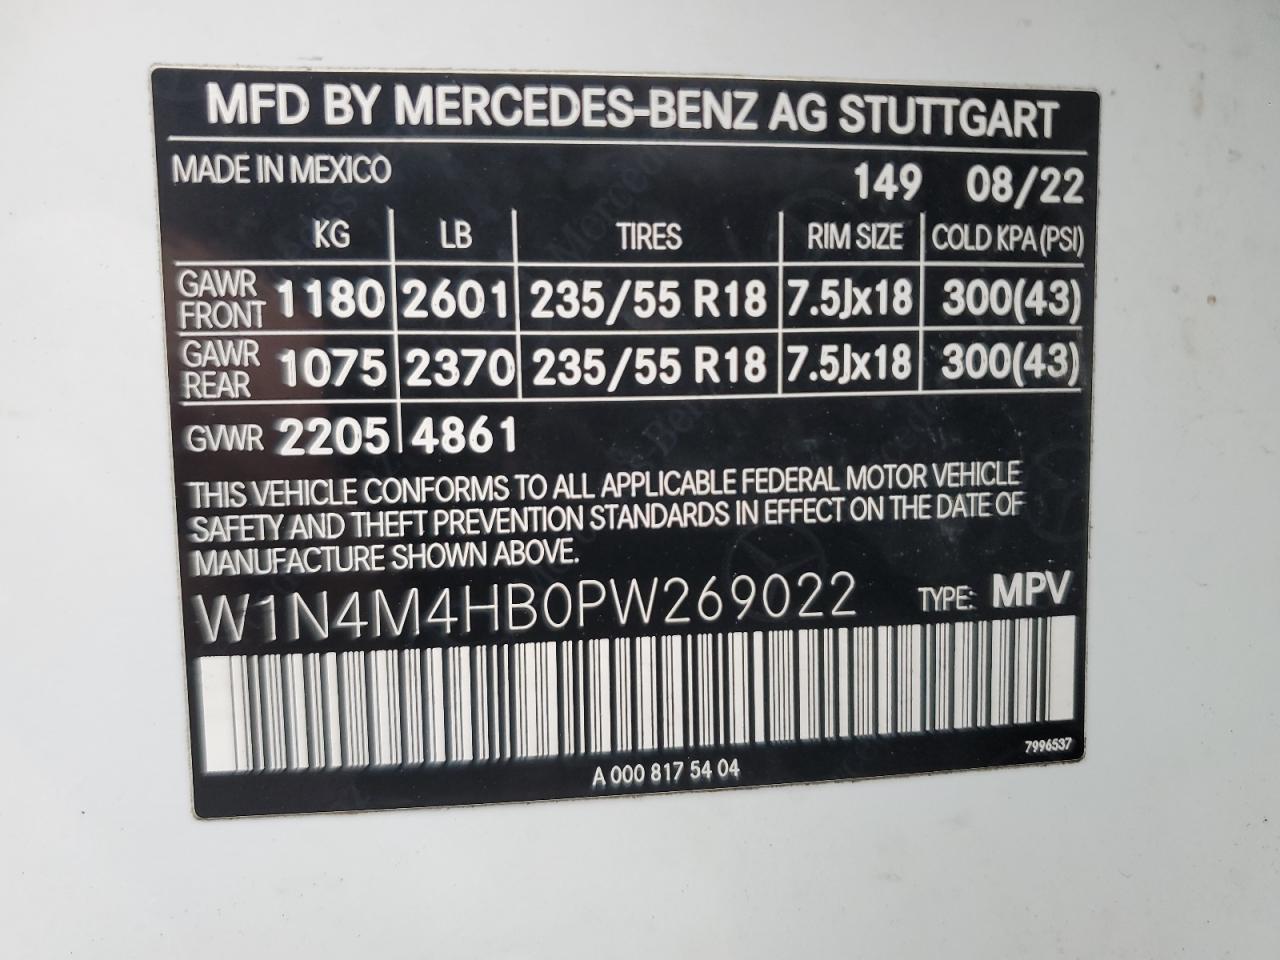 MFD BY MERCEDES-BENZ AG STUTTGART
MADE IN MEXICO 149 08/22
KG LB TIRES RIM SIZE COLD KPA (PSI)
GAWR FRONT 1180 2601 235/55 R18 7.5Jx18 300(43)
GAWR REAR 1075 2370 235/55 R18 7.5Jx18 300(43)
GVWR 2205 4861
THIS VEHICLE CONFORMS TO ALL APPLICABLE FEDERAL MOTOR VEHICLE
SAFETY AND THEFT PREVENTION STANDARDS IN EFFECT ON THE DATE OF
MANUFACTURE SHOWN ABOVE.
W1N4M4HB0PW269022 TYPE: MPV
7996537
A 000 817 54 04